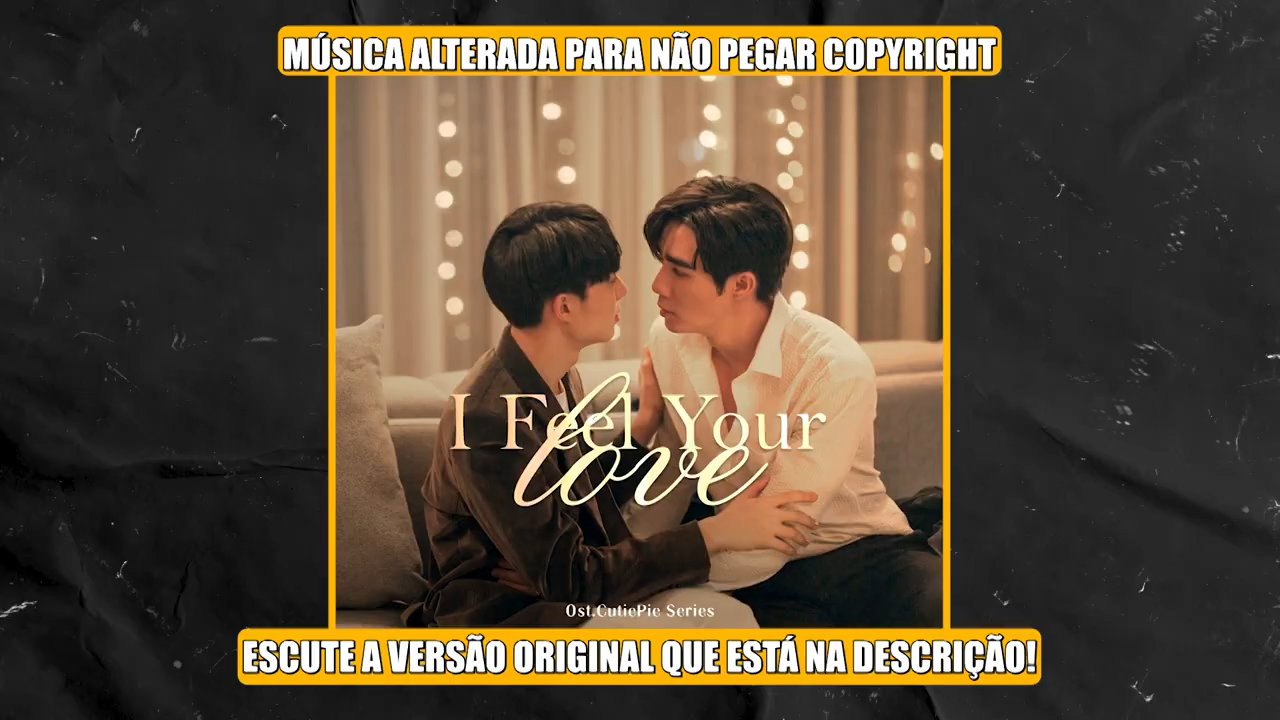 MÚSICA ALTERADA PARA NÃO PEGAR COPYRIGHT
I Feel Your
love
Ost.CutiePie Series
ESCUTE A VERSÃO ORIGINAL QUE ESTÁ NA DESCRIÇÃO!